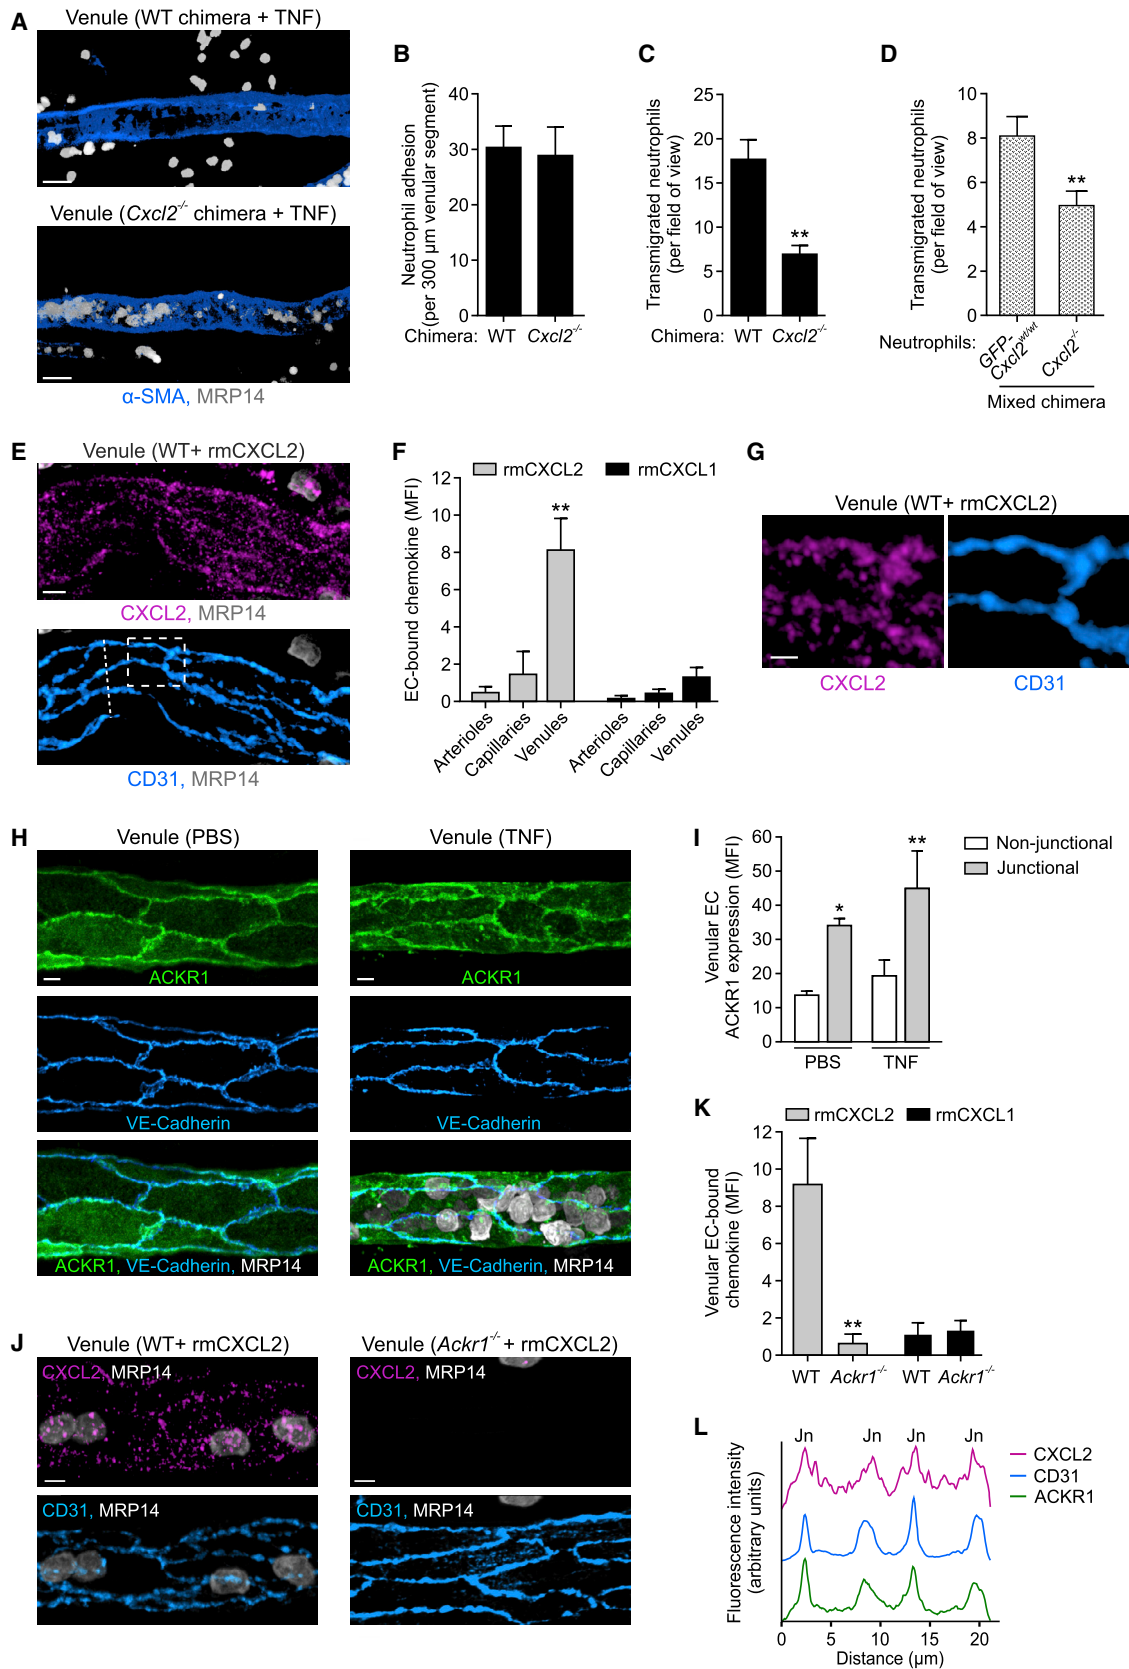 A
Venule (WT chimera + TNF)
Venule (Cxcl2-/- chimera + TNF)
α-SMA, MRP14
B
Neutrophil adhesion
(per 300 µm venular segment)
40
30
20
10
0
Chimera: WT Cxcl2-/-
C
Transmigrated neutrophils
(per field of view)
25
20
15
10
5
0
**
Chimera: WT Cxcl2-/-
D
Transmigrated neutrophils
(per field of view)
10
8
6
4
2
0
**
Neutrophils:
GFP-
Cxcl2wt/wt
Cxcl2-/-
Mixed chimera
E
Venule (WT+ rmCXCL2)
CXCL2, MRP14
CD31, MRP14
F
rmCXCL2 rmCXCL1
EC-bound chemokine (MFI)
12
10
8
6
4
2
0
**
Arterioles
Capillaries
Venules
Arterioles
Capillaries
Venules
G
Venule (WT+ rmCXCL2)
CXCL2
CD31
H
Venule (PBS)
Venule (TNF)
ACKR1
ACKR1
VE-Cadherin
VE-Cadherin
ACKR1, VE-Cadherin, MRP14
ACKR1, VE-Cadherin, MRP14
I
Venular EC
ACKR1 expression (MFI)
60
50
40
30
20
10
0
*
**
PBS
TNF
Non-junctional
Junctional
J
Venule (WT+ rmCXCL2)
Venule (Ackr1-/- + rmCXCL2)
CXCL2, MRP14
CXCL2, MRP14
CD31, MRP14
CD31, MRP14
K
rmCXCL2 rmCXCL1
Venular EC-bound
chemokine (MFI)
12
10
8
6
4
2
0
**
WT Ackr1-/- WT Ackr1-/-
L
Fluorescence intensity
(arbitrary units)
Jn Jn Jn Jn
CXCL2
CD31
ACKR1
0 5 10 15 20
Distance (µm)